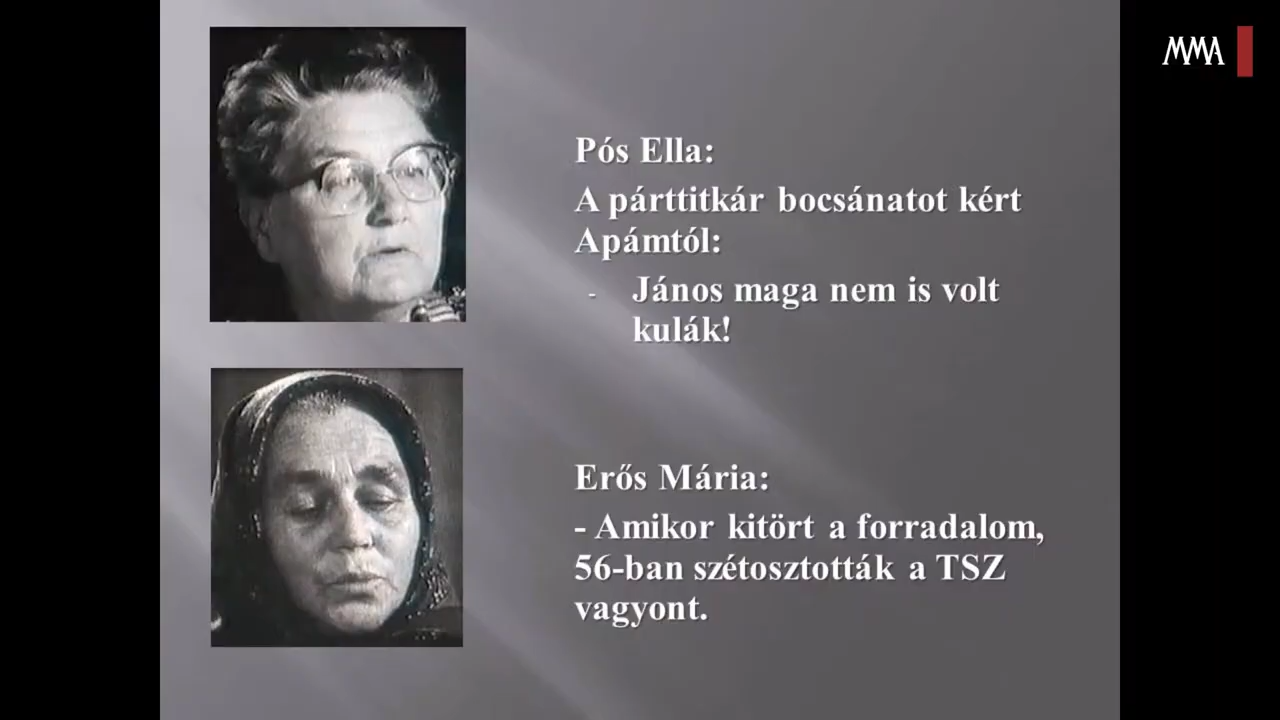 MMA
Pós Ella:
A párttitkár bocsánatot kért
Apámtól:
- János maga nem is volt
kulák!
Erős Mária:
- Amikor kitört a forradalom,
56-ban szétosztották a TSZ
vagyont.